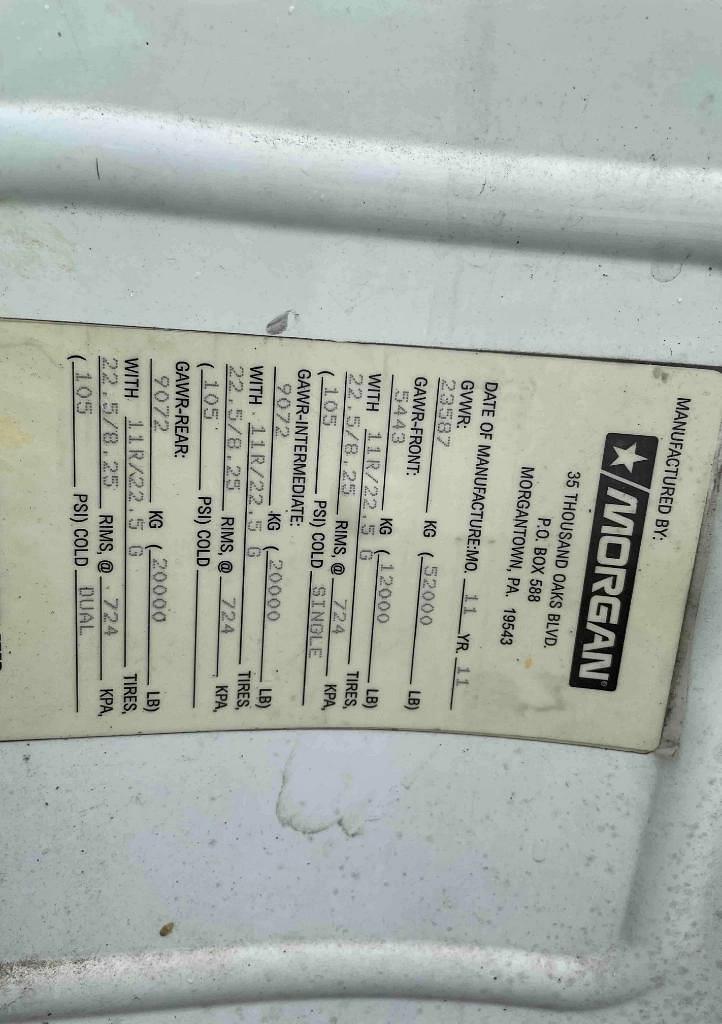 MANUFACTURED BY:
MORGAN®
35 THOUSAND OAKS BLVD.
P.O. BOX 588
MORGANTOWN, PA. 19543
DATE OF MANUFACTURE:MO. 11 YR. 11
GVWR:
23587 KG ( 52000 LB)
GAWR-FRONT:
5443 KG ( 12000 LB)
WITH 11R/22.5 G TIRES,
22.5/8.25 RIMS, @ 724 KPA,
( 105 PSI) COLD SINGLE
GAWR-INTERMEDIATE:
9072 KG ( 20000 LB)
WITH 11R/22.5 G TIRES,
22.5/8.25 RIMS, @ 724 KPA,
( 105 PSI) COLD
GAWR-REAR:
9072 KG ( 20000 LB)
WITH 11R/22.5 G TIRES,
22.5/8.25 RIMS, @ 724 KPA,
( 105 PSI) COLD DUAL